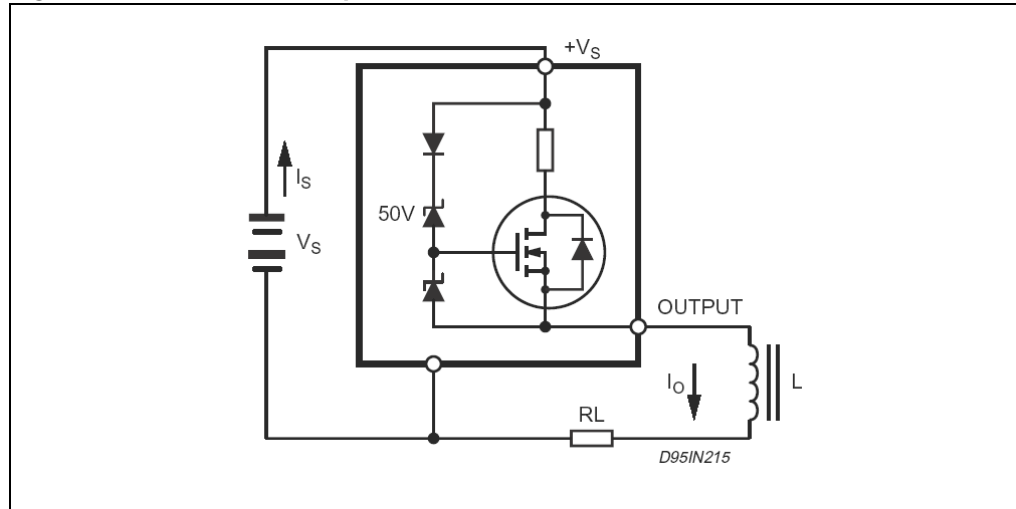 +VS
IS
50V
VS
OUTPUT
IO
L
RL
D95IN215